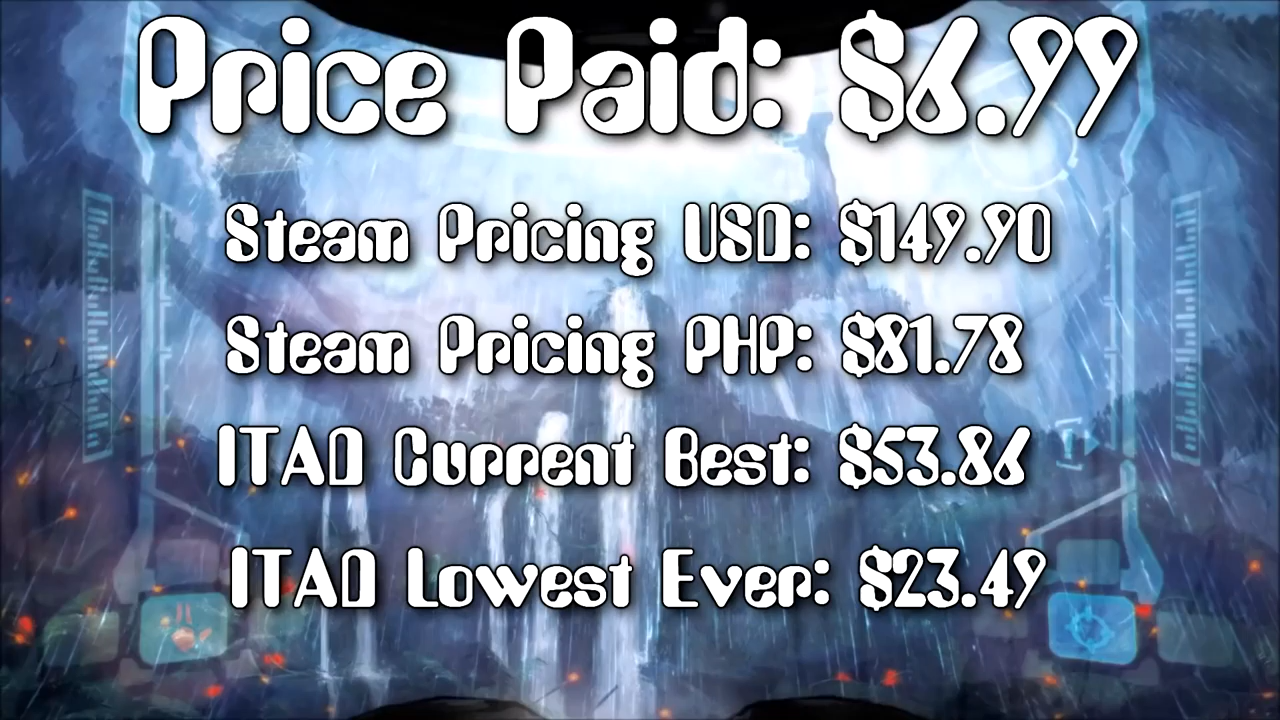 Price Paid: $6.99
Steam Pricing USD: $149.90
Steam Pricing PHP: $81.78
ITAD Current Best: $53.86
ITAD Lowest Ever: $23.49